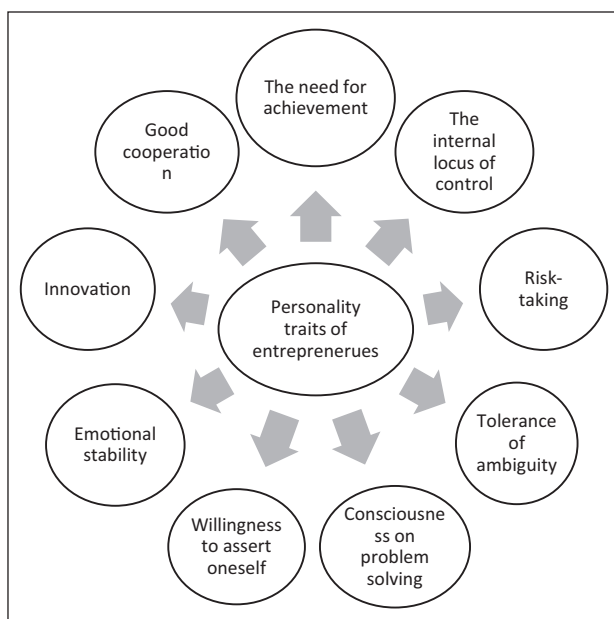 The need for
achievement
The
internal
locus of
control
Risk-
taking
Tolerance
of
ambiguity
Consciousne
ss on
problem
solving
Willingness
to assert
oneself
Emotional
stability
Innovation
Good
cooperatio
n
Personality
traits of
entreprenerues